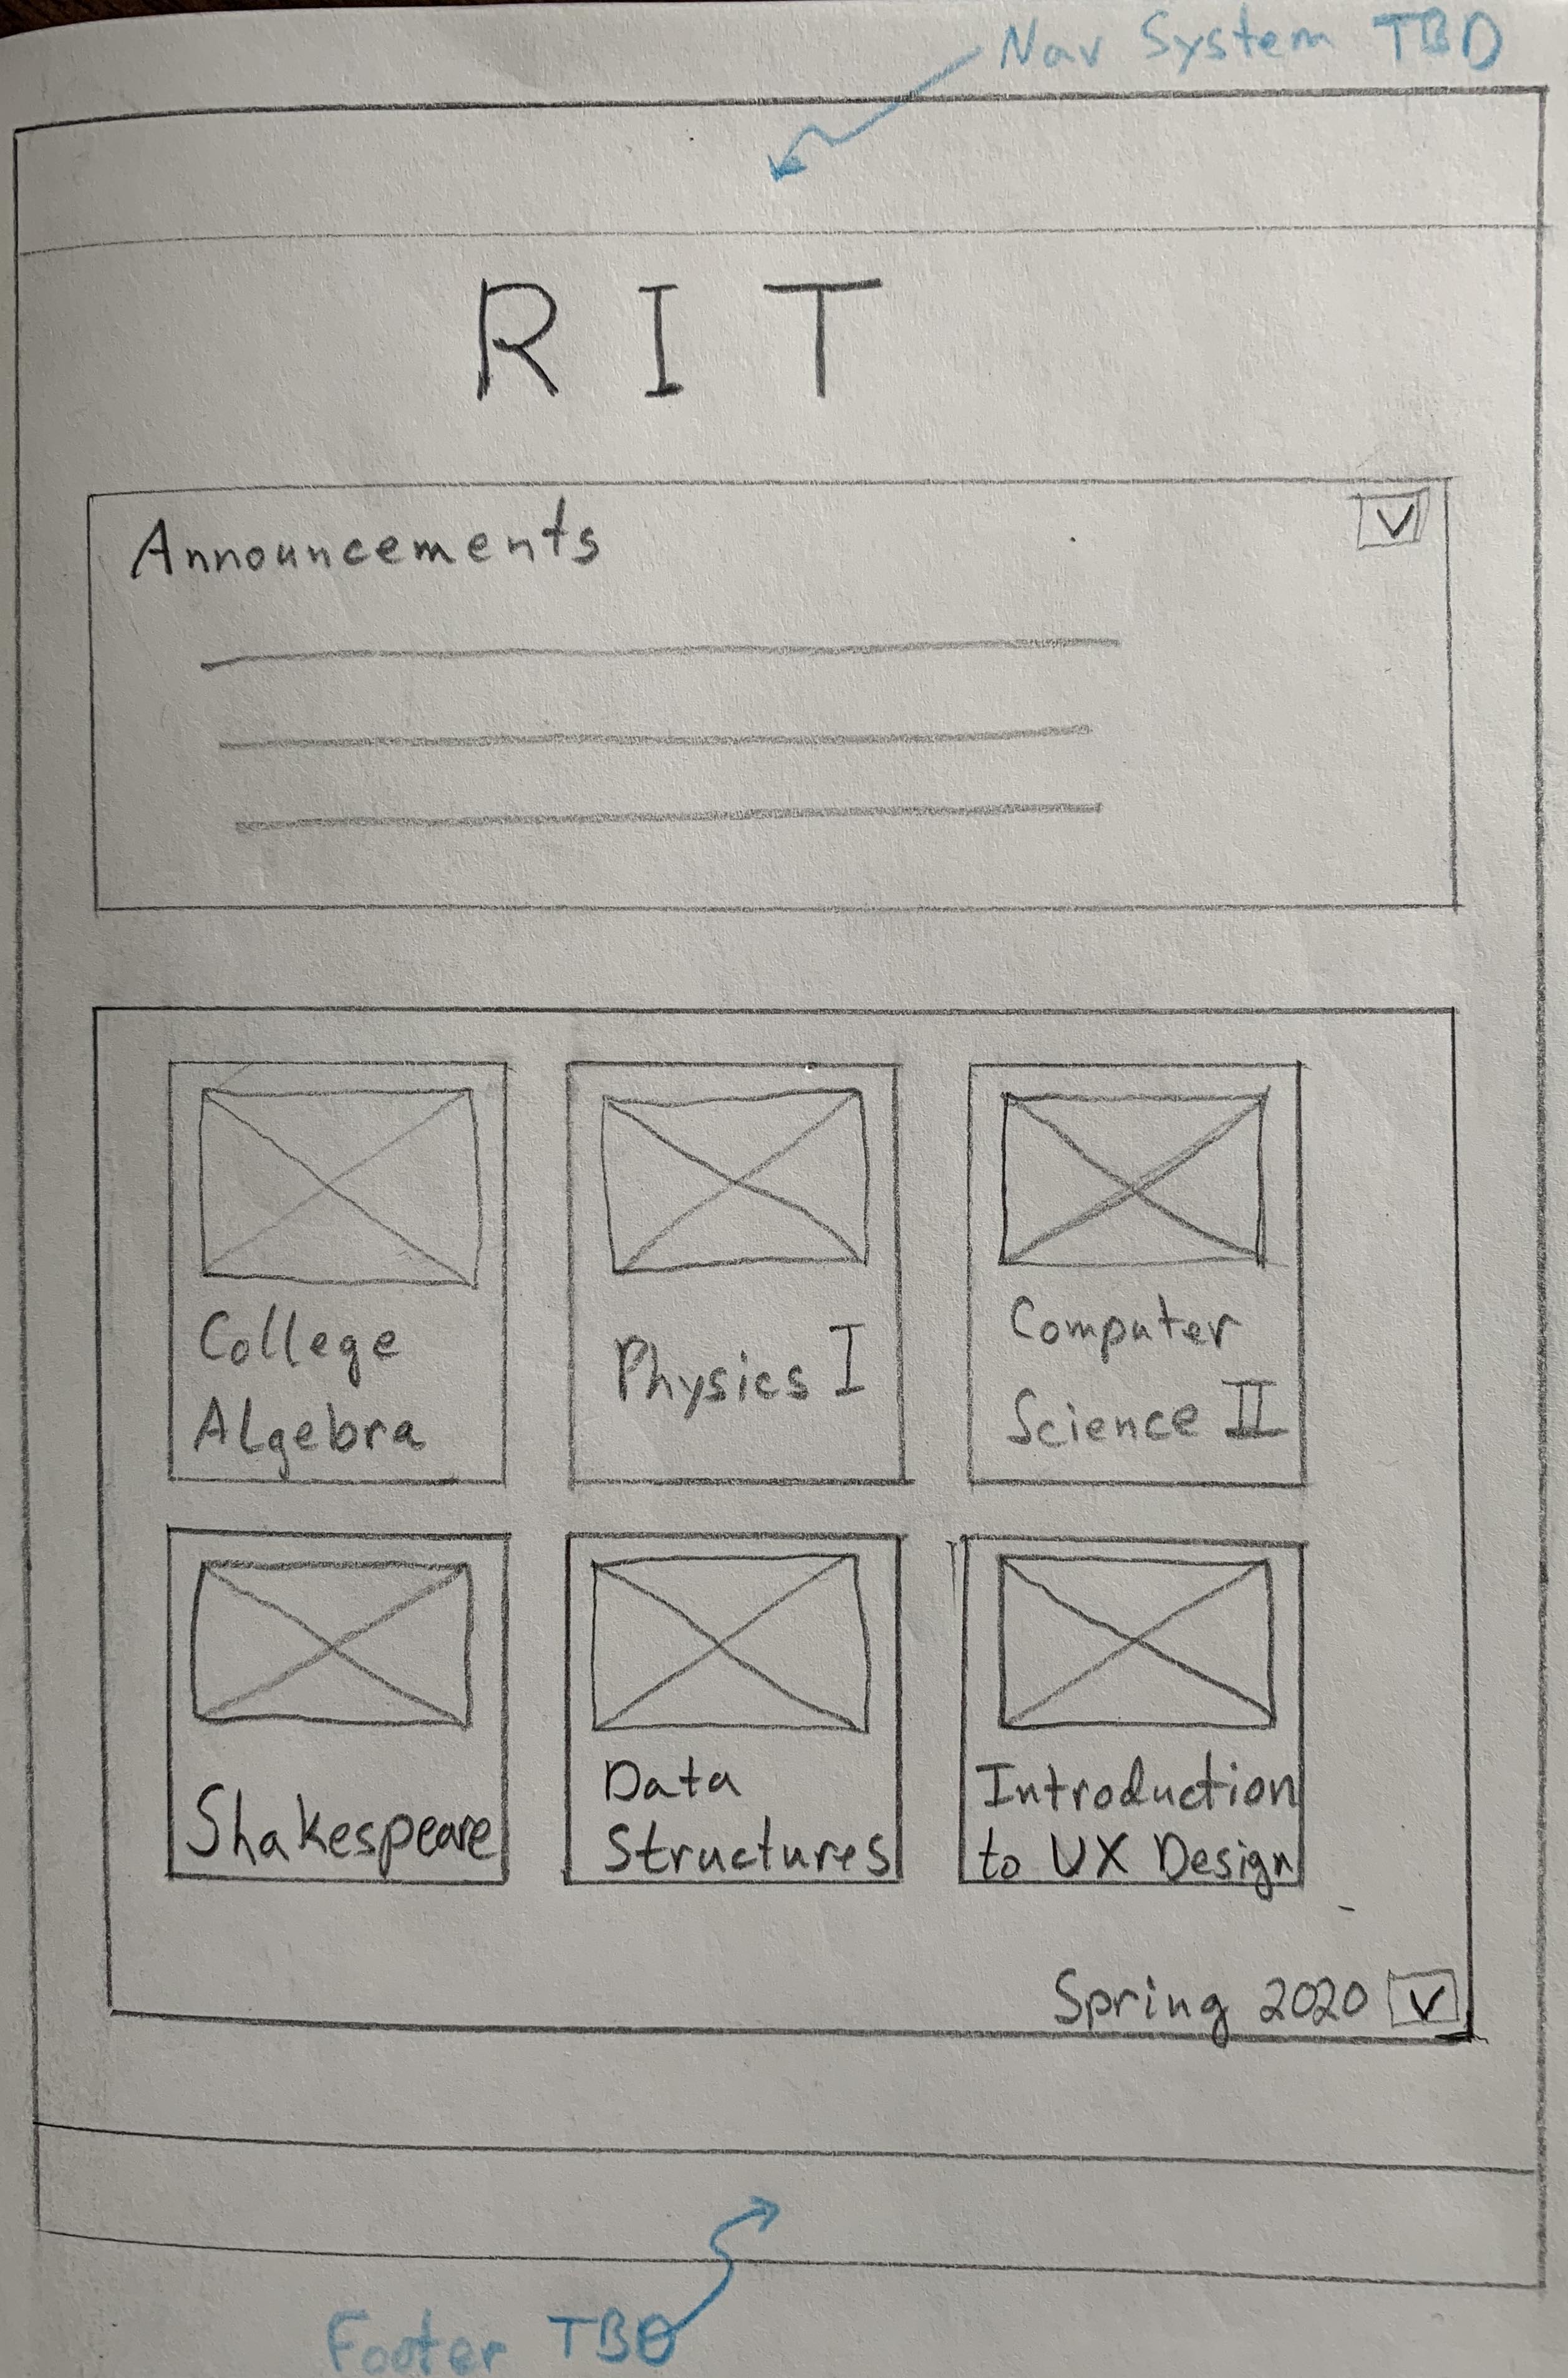 Nav System TBD
R I T
Announcements
College
Algebra
Physics I
Computer
Science II
Shakespeare
Data
Structures
Introduction
to UX Design
Spring 2020
Footer TBD